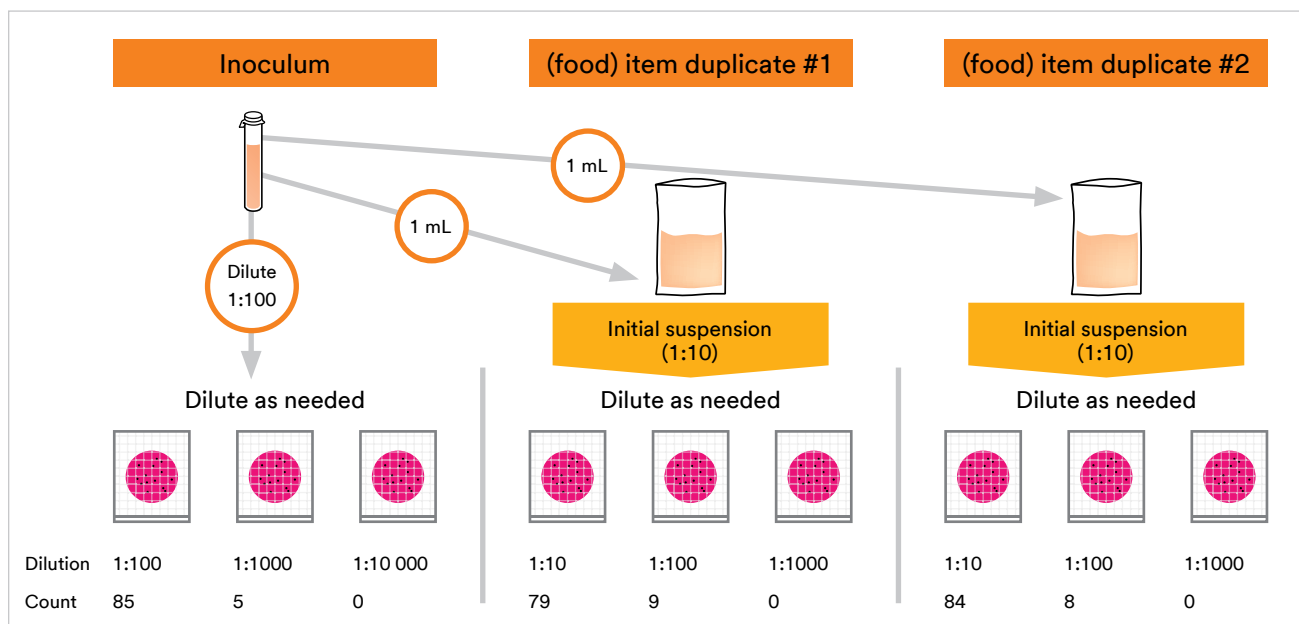 Inoculum
(food) item duplicate #1
(food) item duplicate #2
1 mL
1 mL
Dilute
1:100
Initial suspension
(1:10)
Initial suspension
(1:10)
Dilute as needed
Dilute as needed
Dilute as needed
Dilution 1:100 1:1000 1:10 000 1:10 1:100 1:1000 1:10 1:100 1:1000
Count 85 5 0 79 9 0 84 8 0